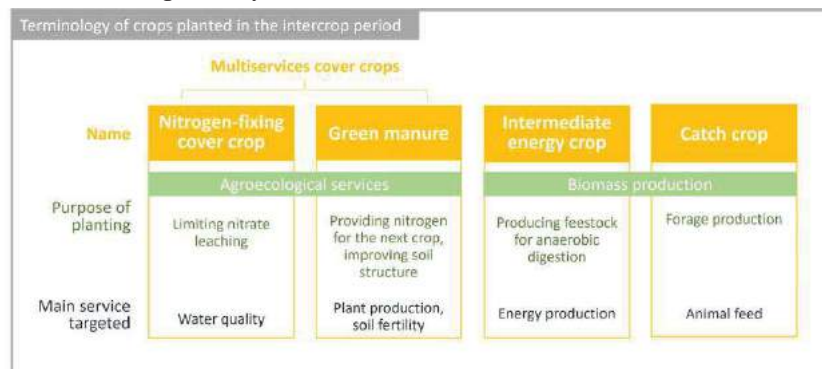 Terminology of crops planted in the intercrop period
Multiservices cover crops
Name
Nitrogen-fixing
cover crop
Green manure
Intermediate
energy crop
Catch crop
Agroecological services
Biomass production
Purpose of
planting
Limiting nitrate
leaching
Providing nitrogen
for the next crop,
improving soil
structure
Producing feestock
for anaerobic
digestion
Forage production
Main service
targeted
Water quality
Plant production,
soil fertility
Energy production
Animal feed